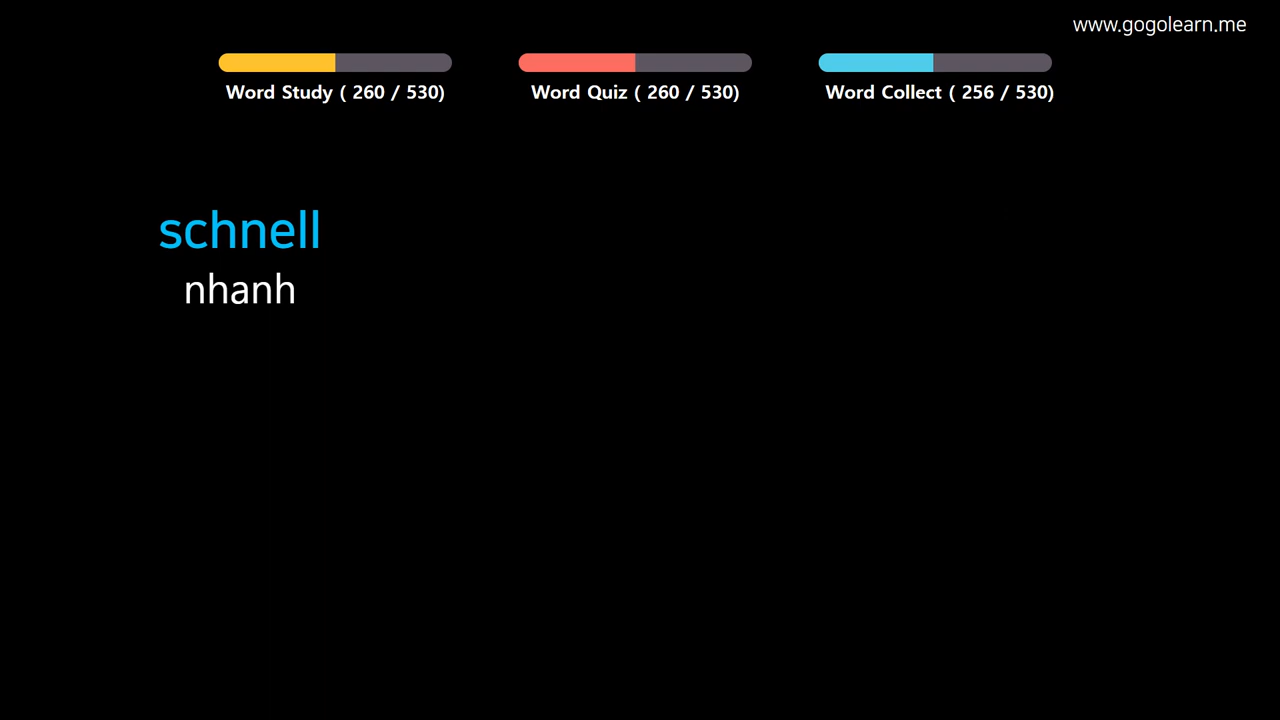 www.gogolearn.me
Word Study ( 260 / 530)
Word Quiz ( 260 / 530)
Word Collect ( 256 / 530)
schnell
nhanh